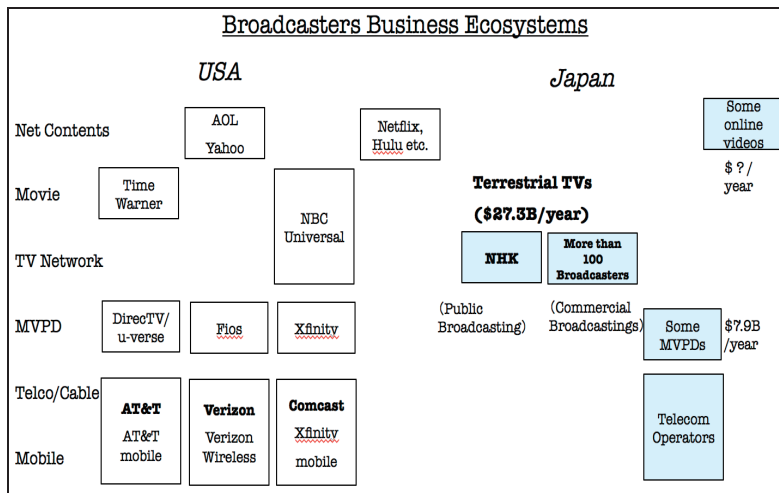 Broadcasters Business Ecosystems
USA
Japan
Net Contents
AOL
Yahoo
Netflix,
Hulu etc.
Some
online
videos
$ ?/
year
Movie
Time
Warner
NBC
Universal
Terrestrial TVs
($27.3B/year)
TV Network
NHK
More than
100
Broadcasters
(Public
Broadcasting)
(Commercial
Broadcastings)
MVPD
DirecTV/
u-verse
Fios
Xfinity
Some
MVPDs
$7.9B
/year
Telco/Cable
Mobile
AT&T
AT&T
mobile
Verizon
Verizon
Wireless
Comcast
Xfinity
mobile
Telecom
Operators